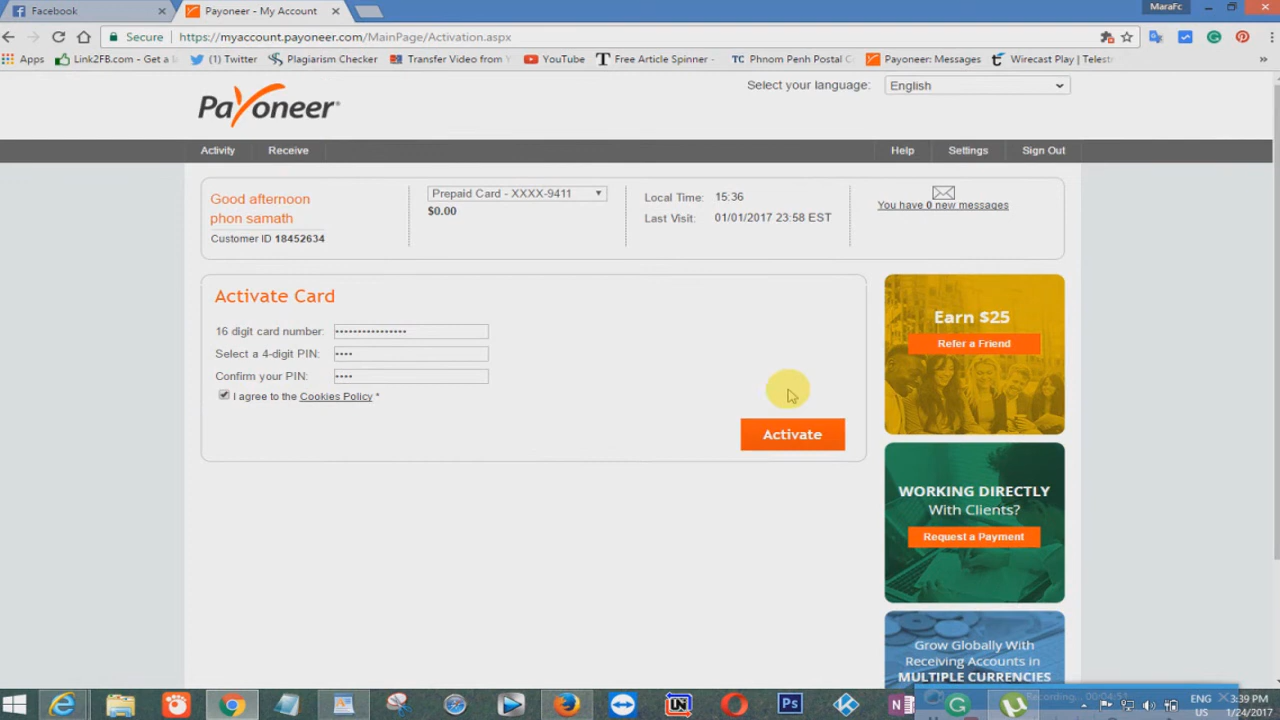 Facebook
Payoneer - My Account
MaraFc
Secure
https://myaccount.payoneer.com/MainPage/Activation.aspx
Apps
Link2FB.com - Get a
(1) Twitter
Plagiarism Checker
Transfer Video from
YouTube
Free Article Spinner
TC Phnom Penh Postal C
Payoneer: Messages
Wirecast Play | Telest
»
Select your language:
English
Payoneer®
Activity
Receive
Help
Settings
Sign Out
Good afternoon
phon samath
Customer ID 18452634
Prepaid Card - XXXX-9411
$0.00
Local Time: 15:36
Last Visit: 01/01/2017 23:58 EST
You have 0 new messages
Activate Card
16 digit card number: ••••••••••••••••
Select a 4-digit PIN: ••••
Confirm your PIN: ••••
I agree to the Cookies Policy *
Activate
Earn $25
Refer a Friend
WORKING DIRECTLY
With Clients?
Request a Payment
Grow Globally With
Receiving Accounts in
MULTIPLE CURRENCIES
Recording... 00:04:51
ENG
US
3:39 PM
1/24/2017